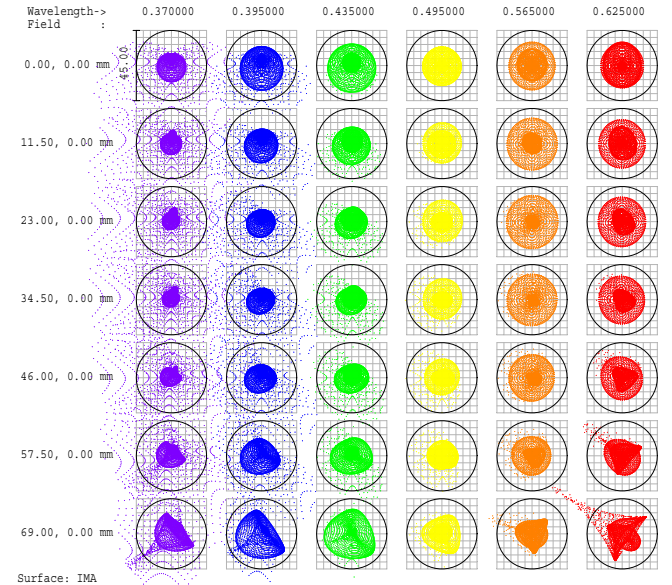 Wavelength-> 0.370000 0.395000 0.435000 0.495000 0.565000 0.625000
Field :
45.00
0.00, 0.00 mm
11.50, 0.00 mm
23.00, 0.00 mm
34.50, 0.00 mm
46.00, 0.00 mm
57.50, 0.00 mm
69.00, 0.00 mm
Surface: IMA